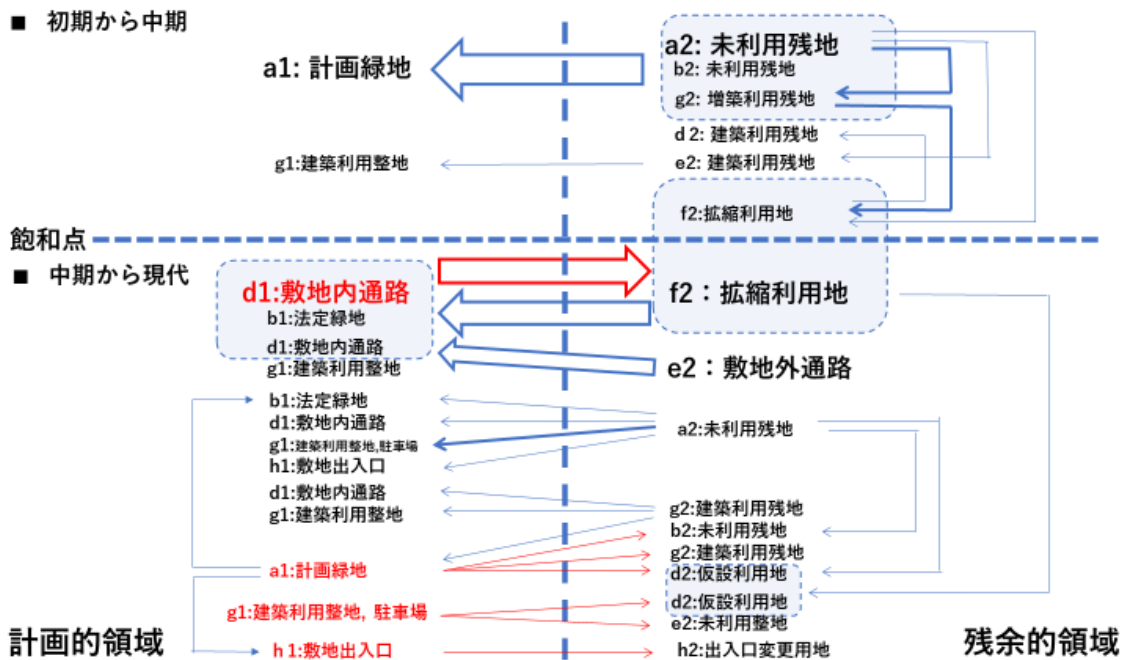 ■ 初期から中期
a1: 計画緑地
a2: 未利用残地
b2: 未利用残地
g2: 増築利用残地
d 2: 建築利用残地
g1:建築利用整地
e2: 建築利用残地
f2:拡縮利用地
飽和点
■ 中期から現代
d1:敷地内通路
f2：拡縮利用地
b1:法定緑地
d1:敷地内通路
g1:建築利用整地
e2：敷地外通路
b1:法定緑地
d1:敷地内通路
a2:未利用残地
g1:建築利用整地,駐車場
h1:敷地出入口
d1:敷地内通路
g2:建築利用残地
g1:建築利用整地
b2:未利用残地
g2:建築利用残地
a1:計画緑地
d2:仮設利用地
d2:仮設利用地
g1:建築利用整地, 駐車場
e2:未利用整地
計画的領域
h 1:敷地出入口
h2:出入口変更用地
残余的領域